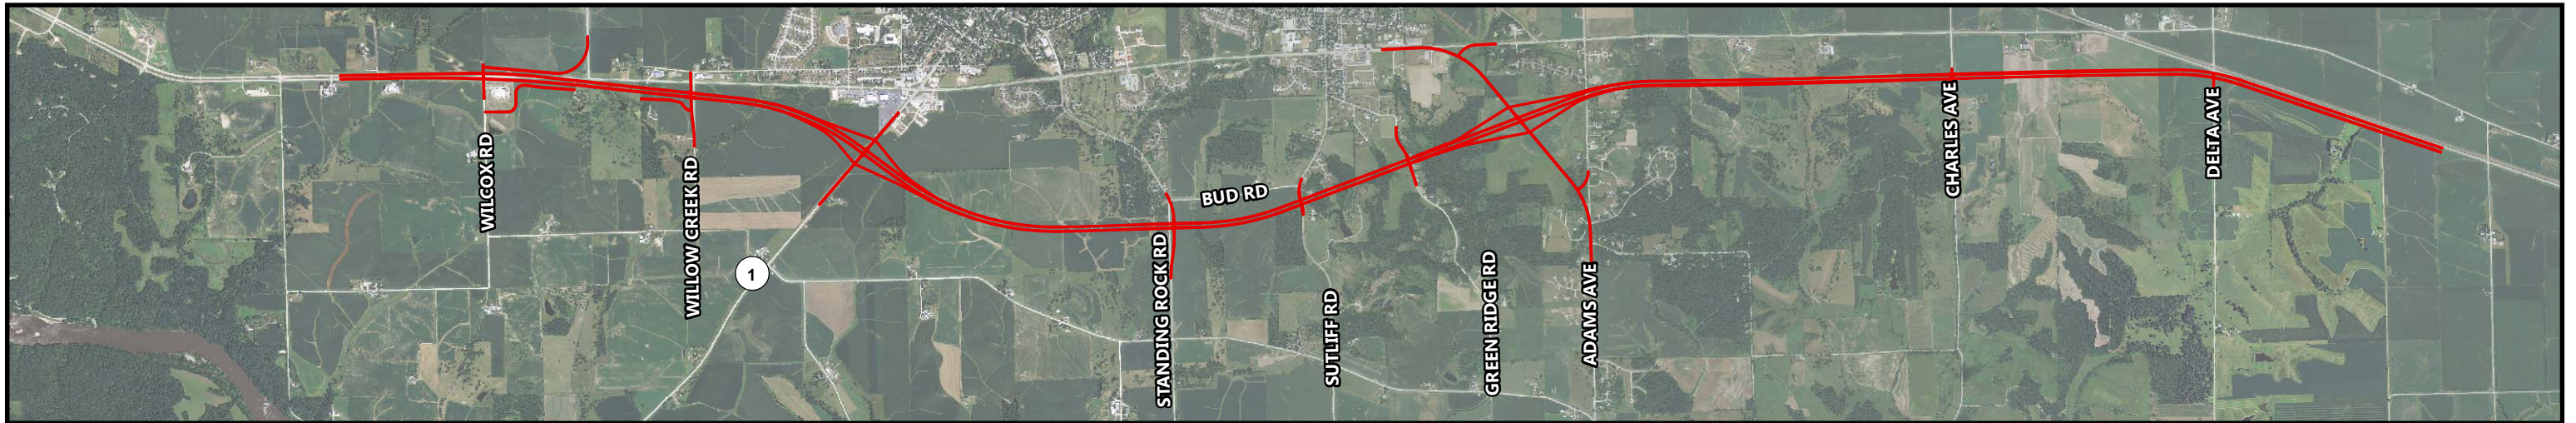 WILCOX RD
WILLOW CREEK RD
1
STANDING ROCK RD
BUD RD
SUTLIFF RD
GREEN RIDGE RD
ADAMS AVE
CHARLES AVE
DELTA AVE